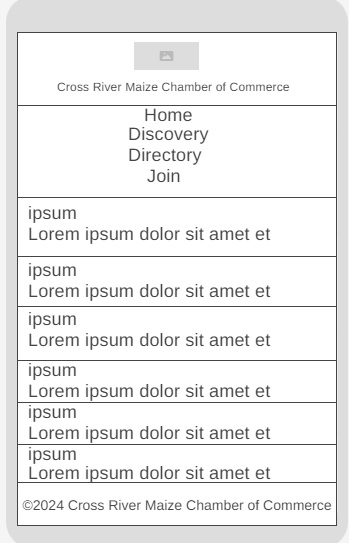 Cross River Maize Chamber of Commerce
Home
Discovery
Directory
Join
ipsum
Lorem ipsum dolor sit amet et
ipsum
Lorem ipsum dolor sit amet et
ipsum
Lorem ipsum dolor sit amet et
ipsum
Lorem ipsum dolor sit amet et
ipsum
Lorem ipsum dolor sit amet et
ipsum
Lorem ipsum dolor sit amet et
©2024 Cross River Maize Chamber of Commerce